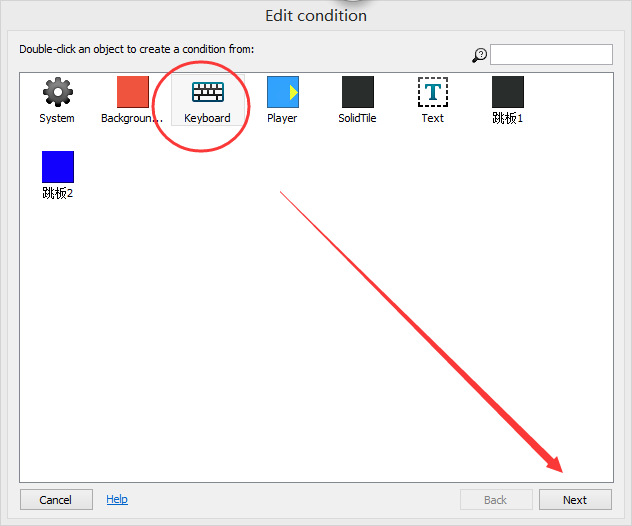 Edit condition
Double-click an object to create a condition from:
System
Backgroun...
Keyboard
Player
SolidTile
T
Text
跳板1
跳板2
Cancel
Help
Back
Next